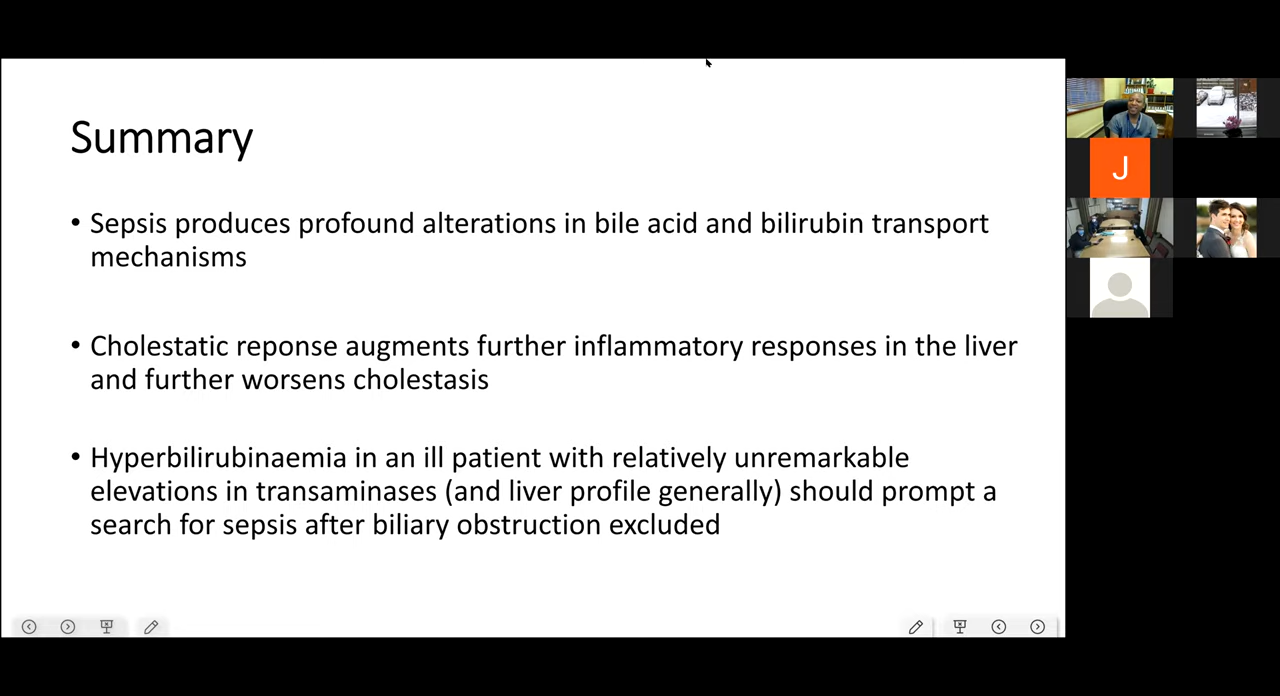 Summary
• Sepsis produces profound alterations in bile acid and bilirubin transport
mechanisms
• Cholestatic reponse augments further inflammatory responses in the liver
and further worsens cholestasis
• Hyperbilirubinaemia in an ill patient with relatively unremarkable
elevations in transaminases (and liver profile generally) should prompt a
search for sepsis after biliary obstruction excluded
J